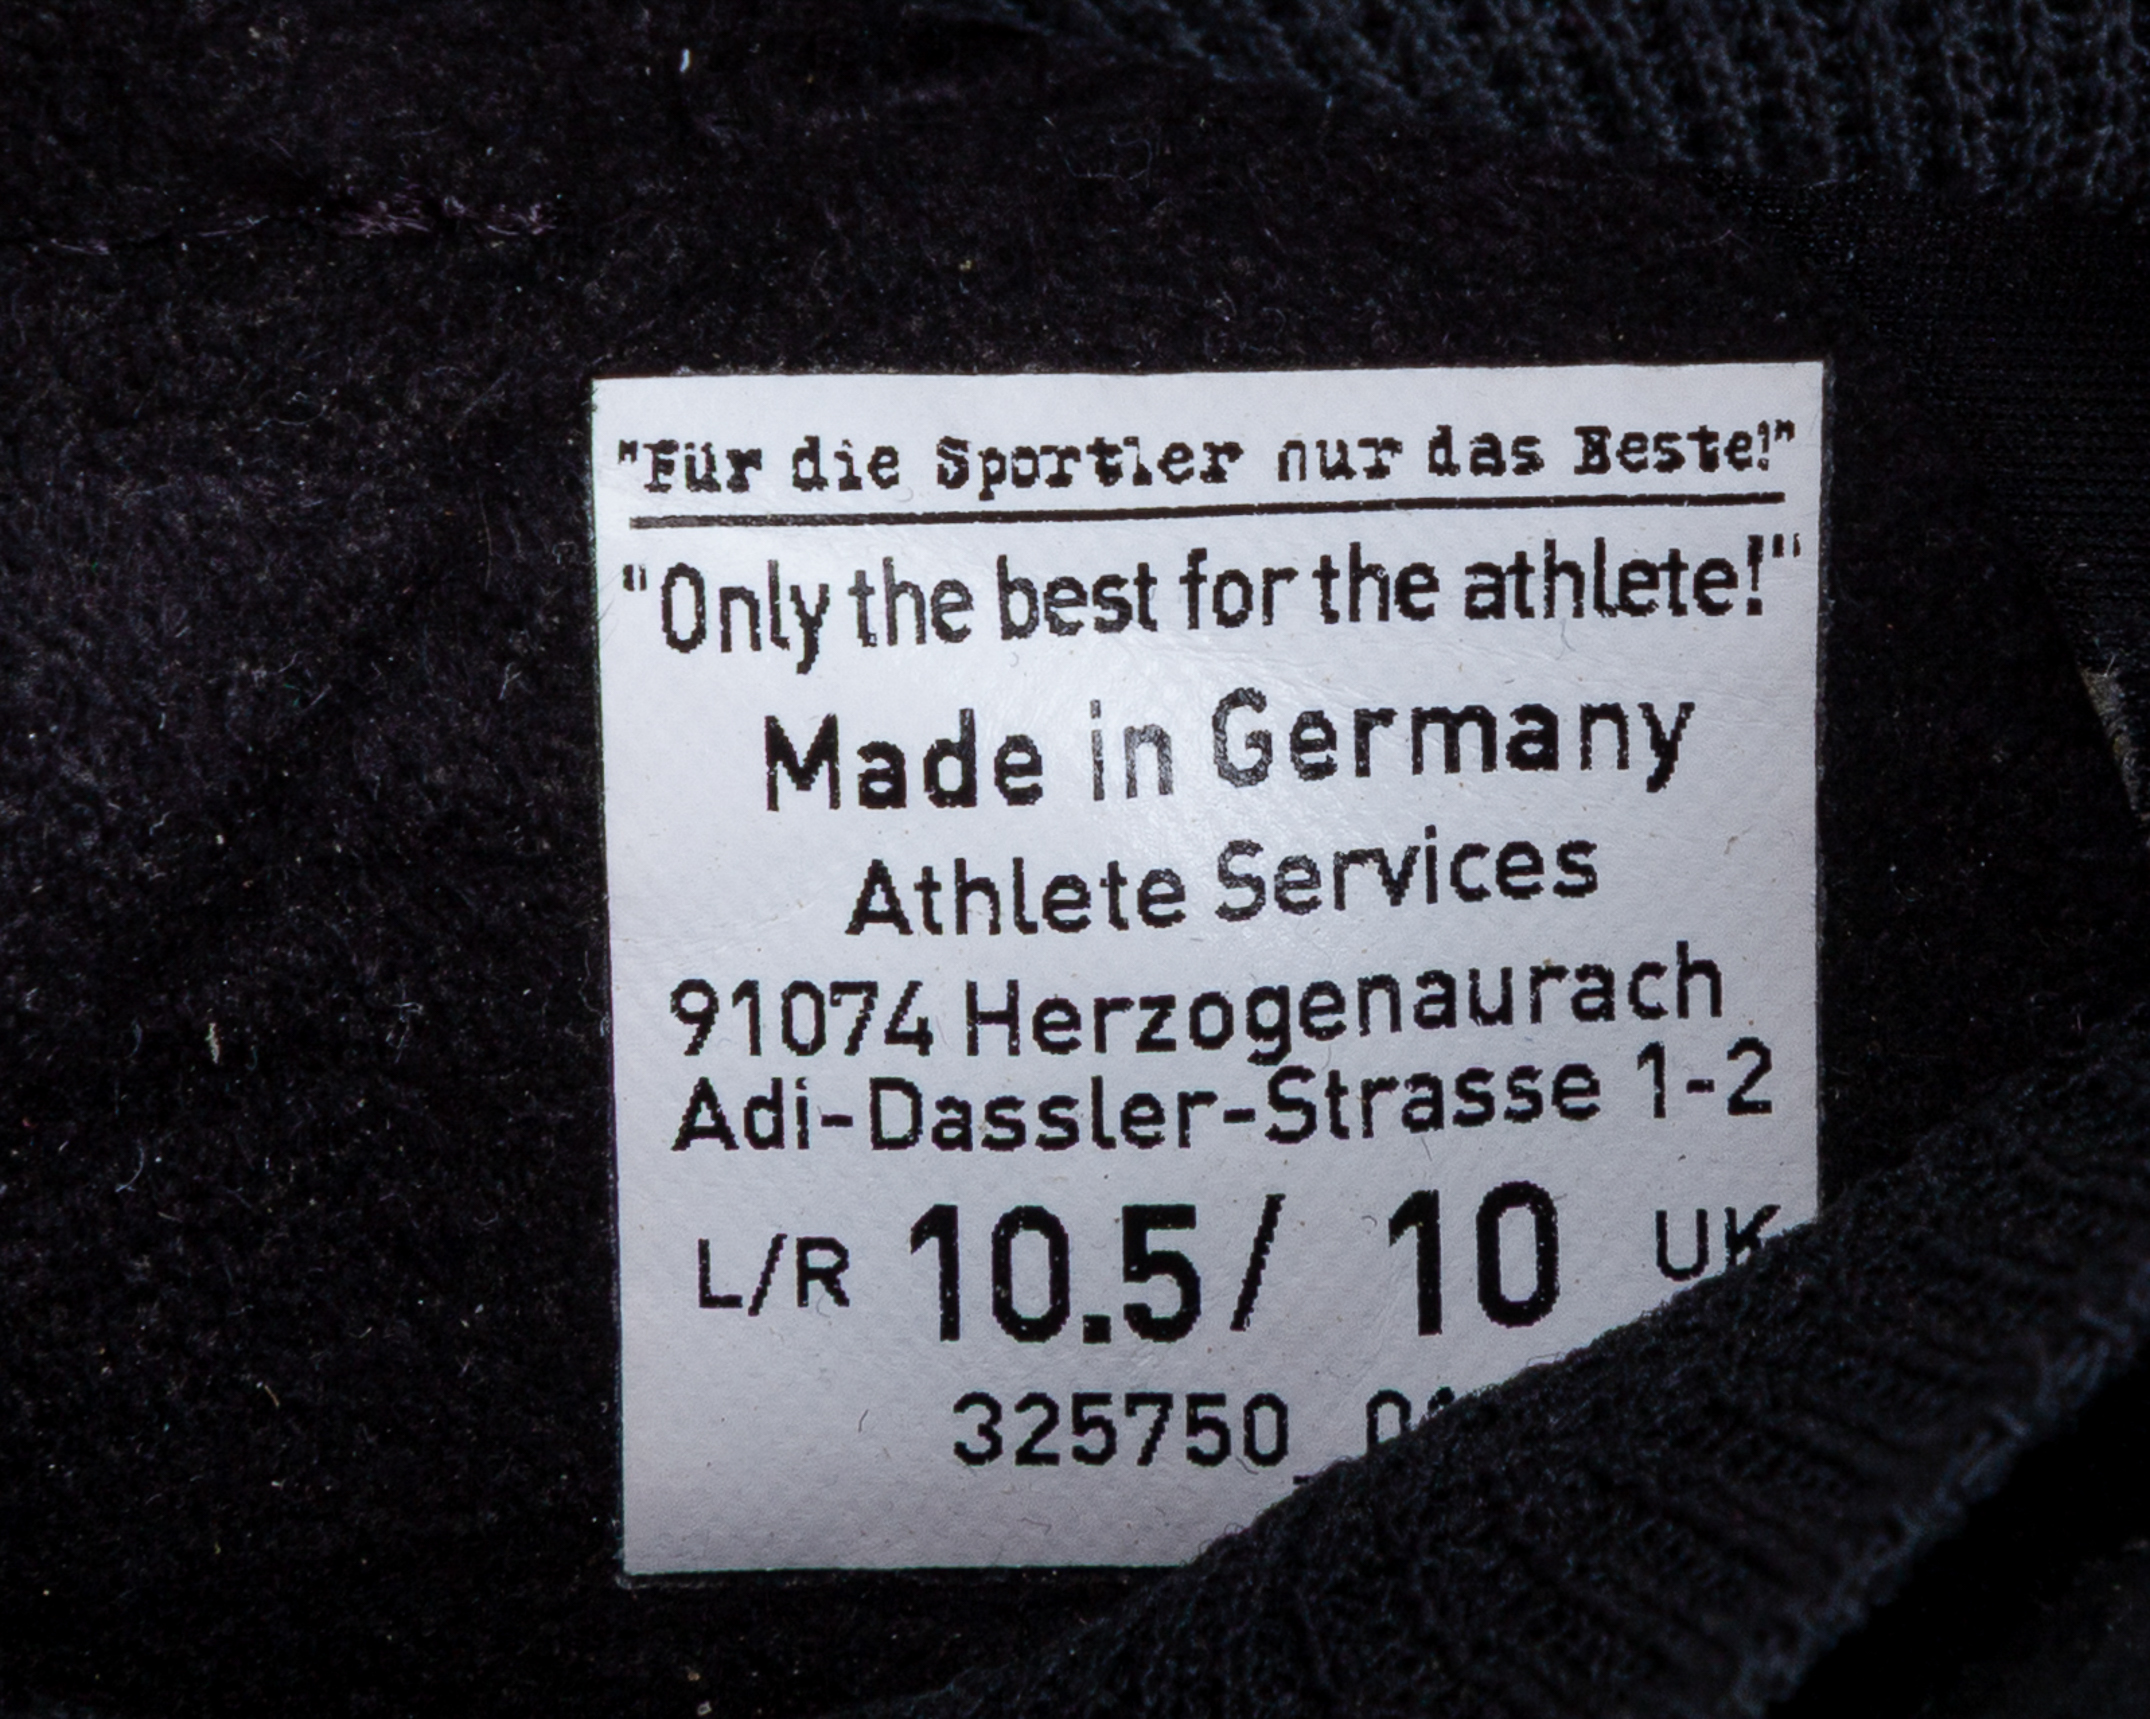 "Für die Sportler nur das Beste!"
"Only the best for the athlete!"
Made in Germany
Athlete Services
91074 Herzogenaurach
Adi-Dassler-Strasse 1-2
L/R 10.5/ 10 UK
325750_0